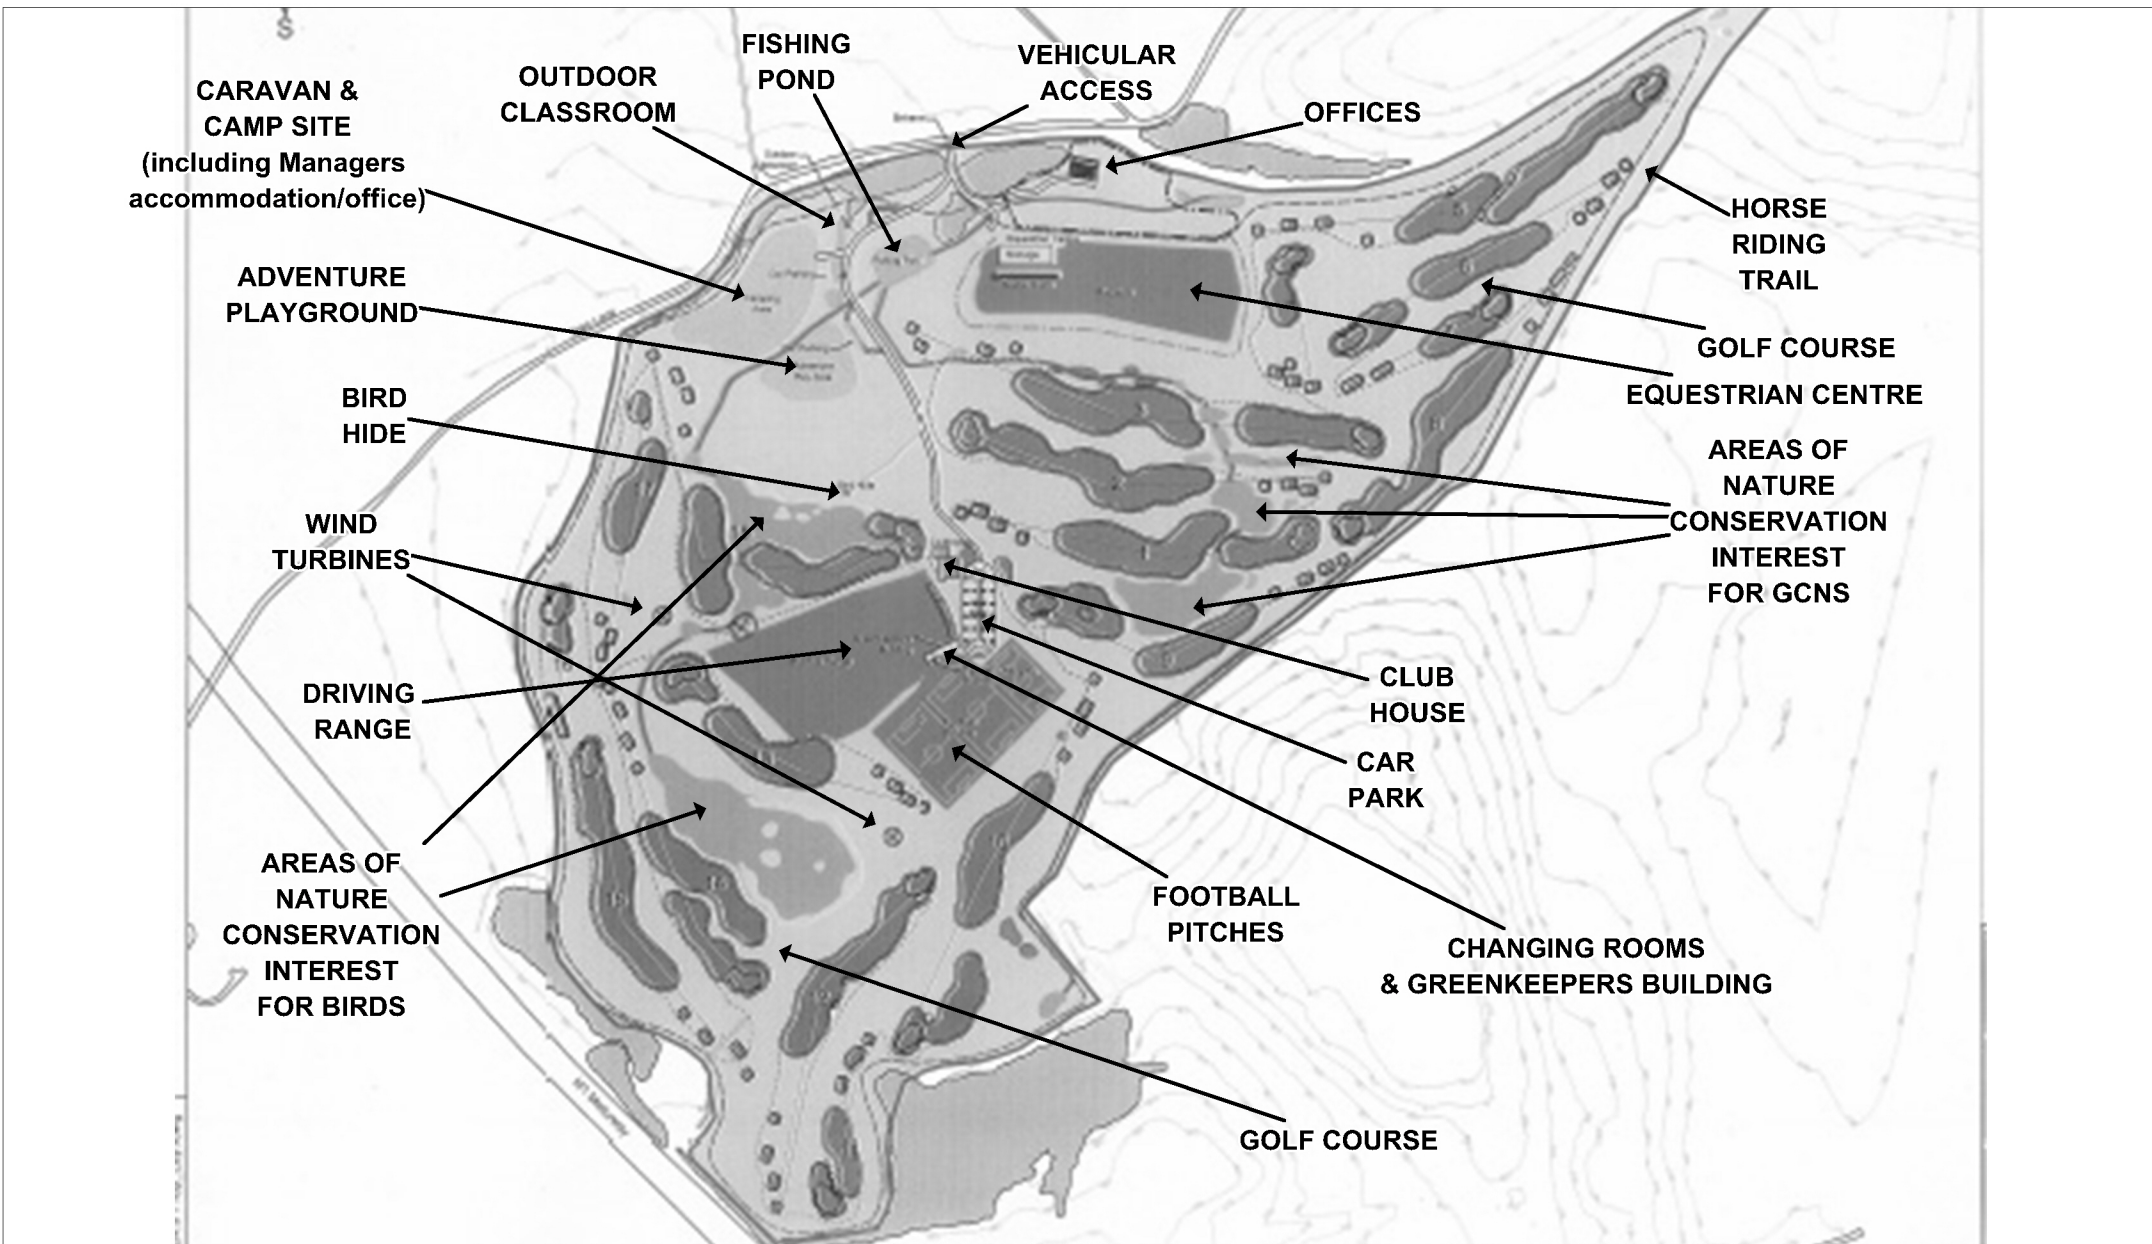 S
FISHING
POND
VEHICULAR
ACCESS
OUTDOOR
CLASSROOM
CARAVAN &
CAMP SITE
(including Managers
accommodation/office)
OFFICES
HORSE
RIDING
TRAIL
ADVENTURE
PLAYGROUND
GOLF COURSE
EQUESTRIAN CENTRE
BIRD
HIDE
AREAS OF
NATURE
CONSERVATION
INTEREST
FOR GCNS
WIND
TURBINES
CLUB
HOUSE
DRIVING
RANGE
CAR
PARK
AREAS OF
NATURE
CONSERVATION
INTEREST
FOR BIRDS
FOOTBALL
PITCHES
CHANGING ROOMS
& GREENKEEPERS BUILDING
M1 Motorway
GOLF COURSE